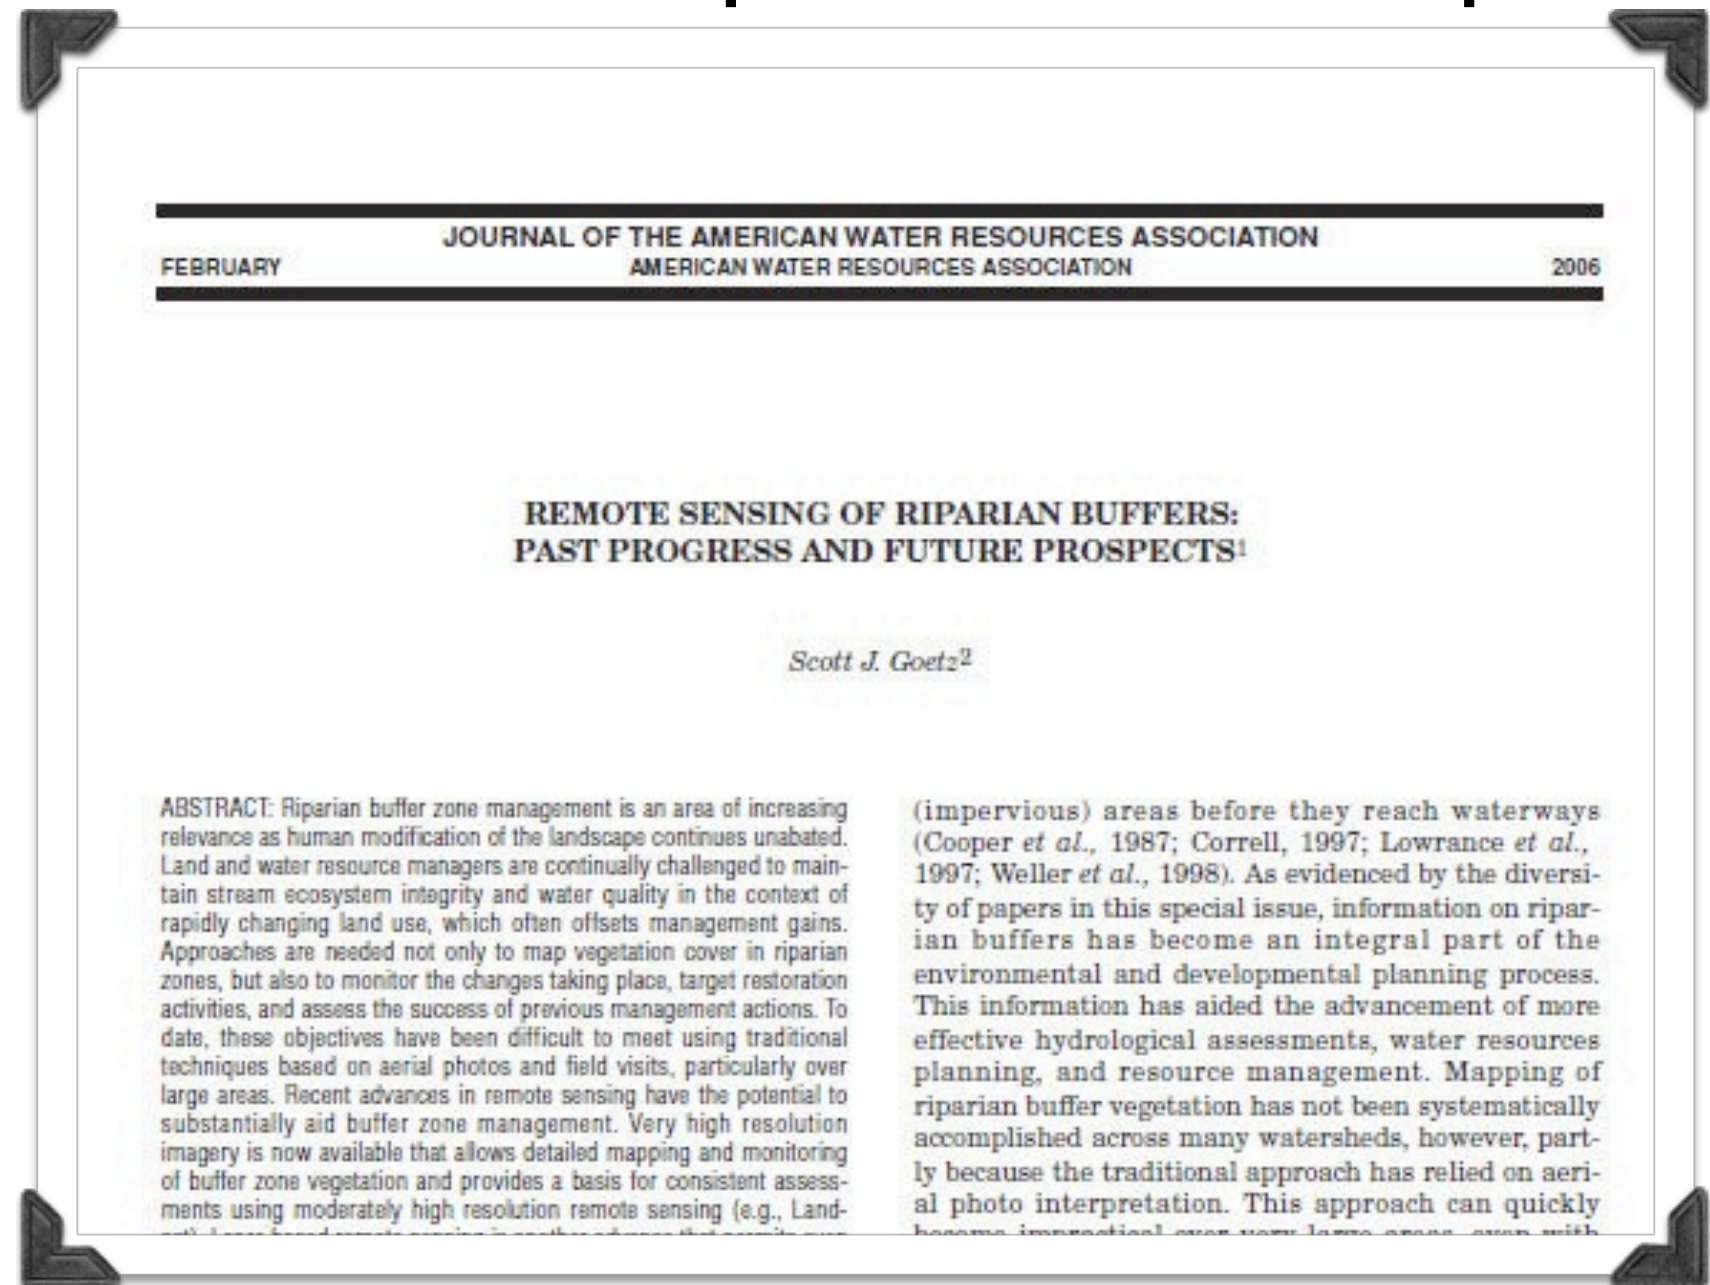 JOURNAL OF THE AMERICAN WATER RESOURCES ASSOCIATION
FEBRUARY AMERICAN WATER RESOURCES ASSOCIATION 2006
REMOTE SENSING OF RIPARIAN BUFFERS:
PAST PROGRESS AND FUTURE PROSPECTS1
Scott J. Goetz2
ABSTRACT: Riparian buffer zone management is an area of increasing
relevance as human modification of the landscape continues unabated.
Land and water resource managers are continually challenged to main-
tain stream ecosystem integrity and water quality in the context of
rapidly changing land use, which often offsets management gains.
Approaches are needed not only to map vegetation cover in riparian
zones, but also to monitor the changes taking place, target restoration
activities, and assess the success of previous management actions. To
date, these objectives have been difficult to meet using traditional
techniques based on aerial photos and field visits, particularly over
large areas. Recent advances in remote sensing have the potential to
substantially aid buffer zone management. Very high resolution
imagery is now available that allows detailed mapping and monitoring
of buffer zone vegetation and provides a basis for consistent assess-
ments using moderately high resolution remote sensing (e.g., Land-
(impervious) areas before they reach waterways
(Cooper et al., 1987; Correll, 1997; Lowrance et al.,
1997; Weller et al., 1998). As evidenced by the diversi-
ty of papers in this special issue, information on ripar-
ian buffers has become an integral part of the
environmental and developmental planning process.
This information has aided the advancement of more
effective hydrological assessments, water resources
planning, and resource management. Mapping of
riparian buffer vegetation has not been systematically
accomplished across many watersheds, however, part-
ly because the traditional approach has relied on aeri-
al photo interpretation. This approach can quickly
become impractical over very large areas, even with